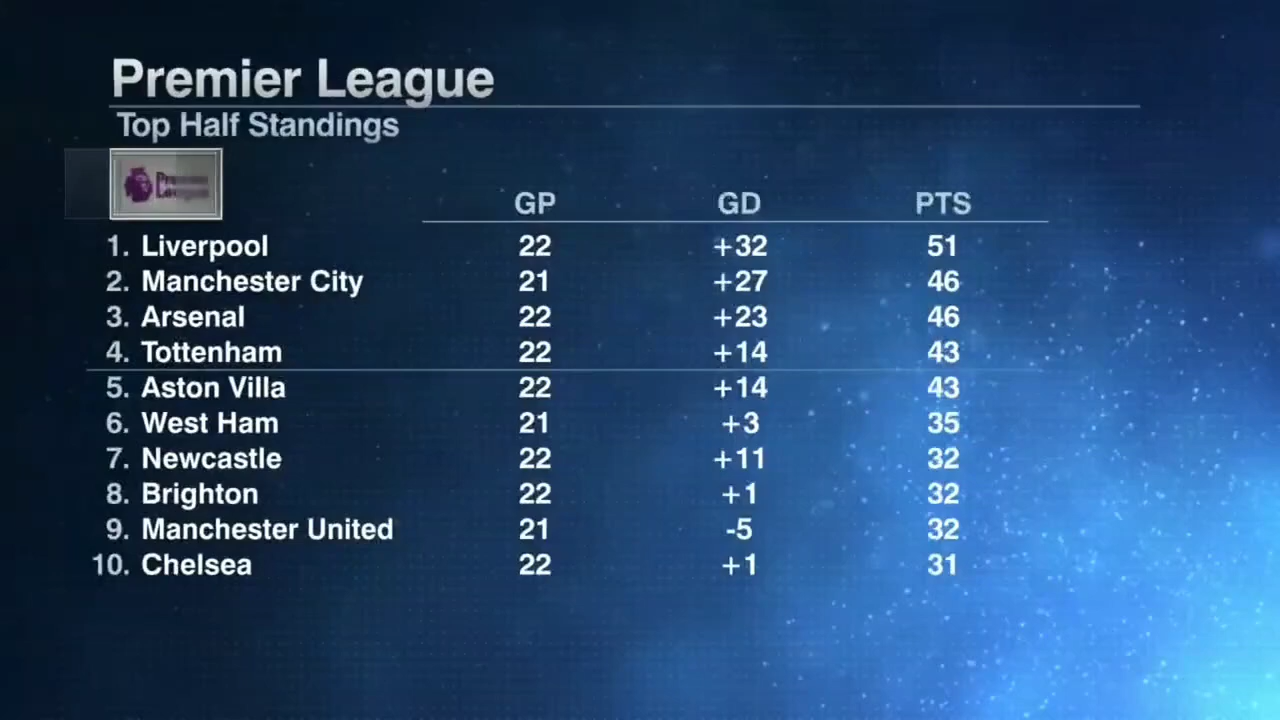 Premier League
Top Half Standings
GP GD PTS
1. Liverpool 22 +32 51
2. Manchester City 21 +27 46
3. Arsenal 22 +23 46
4. Tottenham 22 +14 43
5. Aston Villa 22 +14 43
6. West Ham 21 +3 35
7. Newcastle 22 +11 32
8. Brighton 22 +1 32
9. Manchester United 21 -5 32
10. Chelsea 22 +1 31